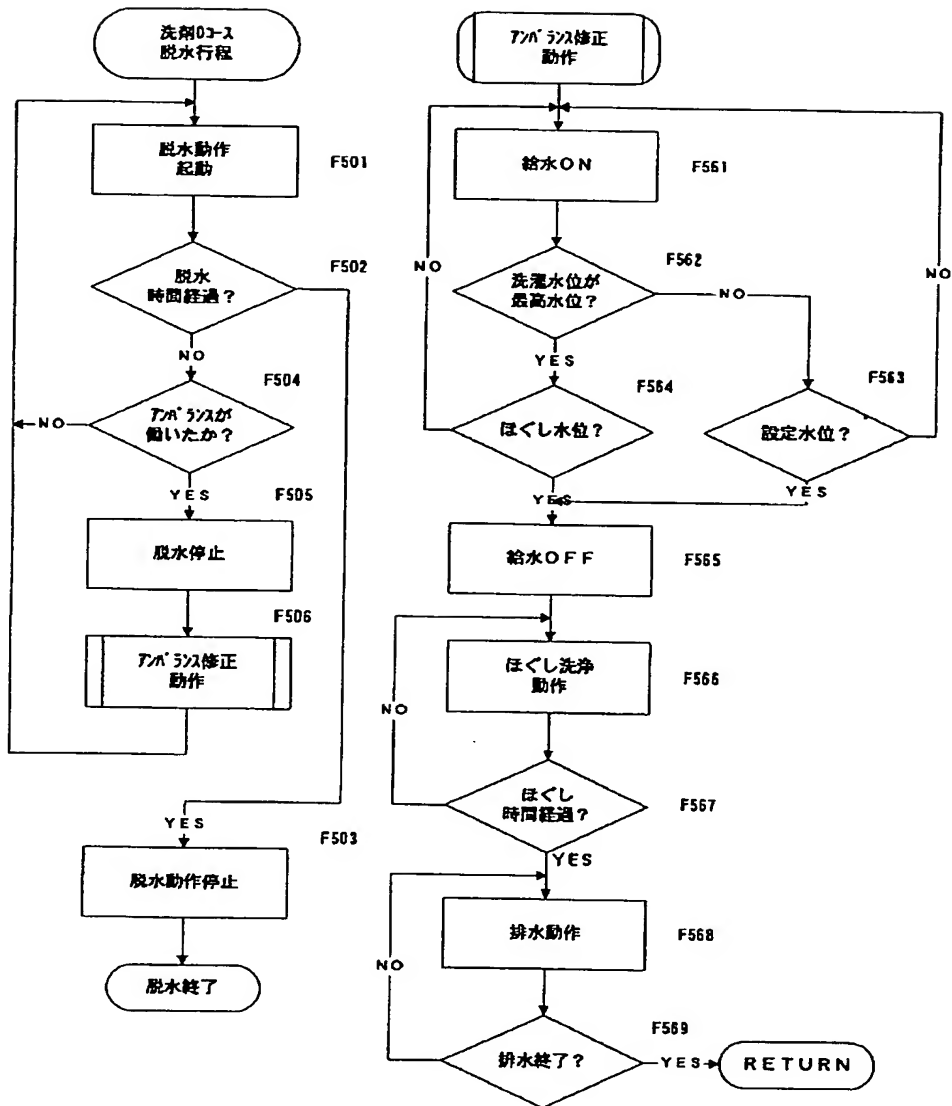 洗剤0コース
脱水行程
脱水動作
起動
F501
脱水
時間経過?
F502
NO
アンバランスが
働いたか?
F504
NO
YES
脱水停止
F505
アンバランス修正
動作
F506
YES
脱水動作停止
F503
脱水終了
アンバランス修正
動作
給水ON
F561
洗濯水位が
最高水位?
F562
NO
YES
ほぐし水位?
F564
NO
設定水位?
F563
NO
YES
YES
給水OFF
F565
ほぐし洗浄
動作
F566
ほぐし
時間経過?
F567
NO
YES
排水動作
F568
排水終了?
F569
NO
YES
RETURN